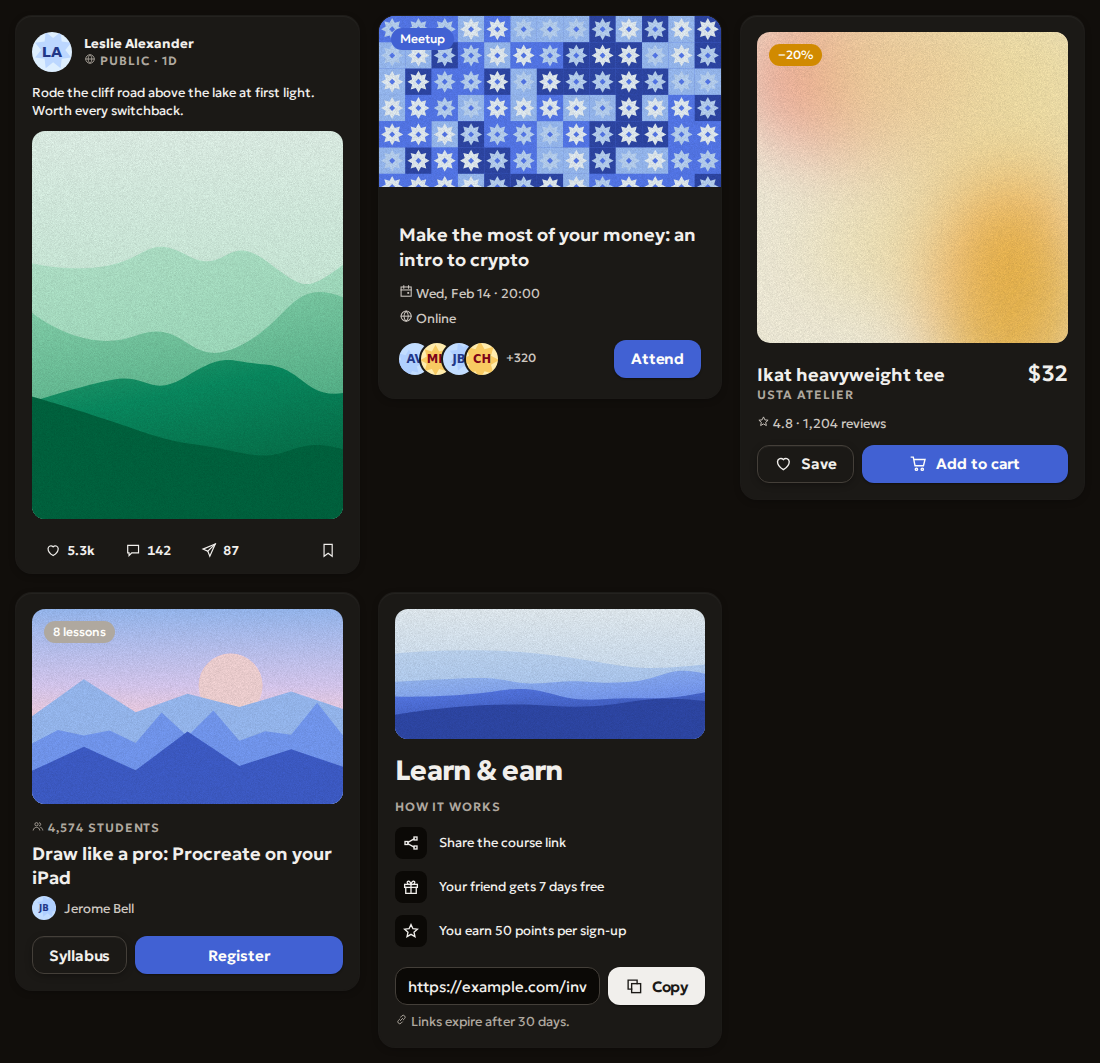 LA
Leslie Alexander
PUBLIC · 1D
Rode the cliff road above the lake at first light.
Worth every switchback.
5.3k
142
87
Meetup
Make the most of your money: an
intro to crypto
Wed, Feb 14 · 20:00
Online
JB CH +320
Attend
−20%
Ikat heavyweight tee
$32
USTA ATELIER
4.8 · 1,204 reviews
Save
Add to cart
8 lessons
4,574 STUDENTS
Draw like a pro: Procreate on your
iPad
JB Jerome Bell
Syllabus
Register
Learn & earn
HOW IT WORKS
Share the course link
Your friend gets 7 days free
You earn 50 points per sign-up
https://example.com/inv
Copy
Links expire after 30 days.